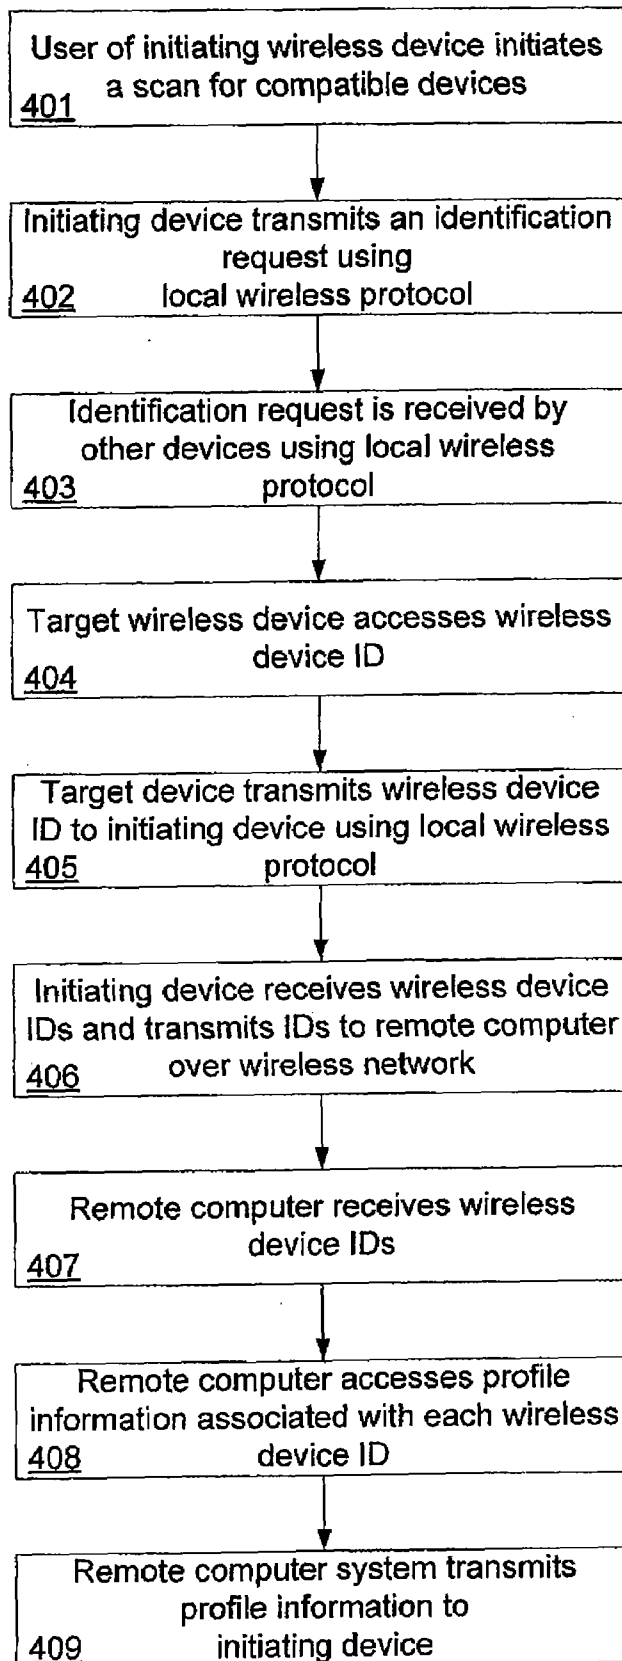 User of initiating wireless device initiates
a scan for compatible devices
401
Initiating device transmits an identification
request using
402 local wireless protocol
Identification request is received by
other devices using local wireless
403 protocol
Target wireless device accesses wireless
device ID
404
Target device transmits wireless device
ID to initiating device using local wireless
405 protocol
Initiating device receives wireless device
IDs and transmits IDs to remote computer
406 over wireless network
Remote computer receives wireless
device IDs
407
Remote computer accesses profile
information associated with each wireless
408 device ID
Remote computer system transmits
profile information to
409 initiating device